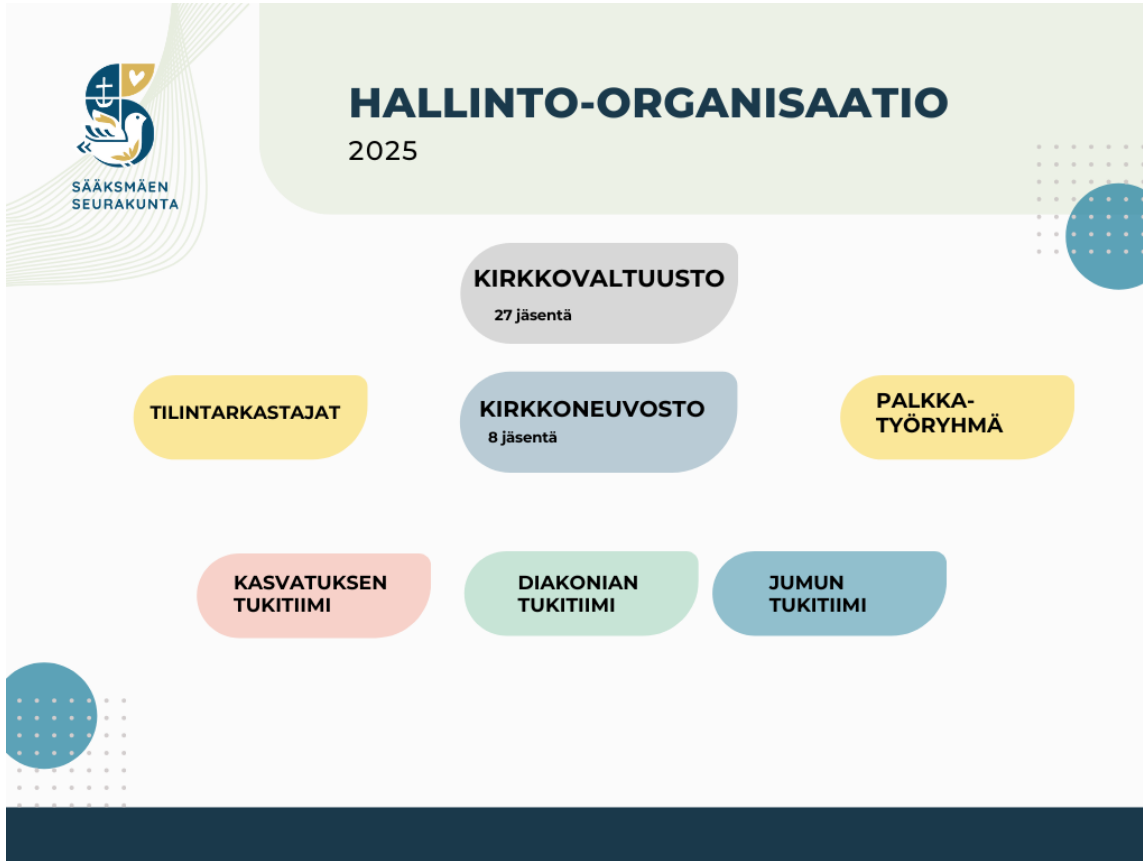 SÄÄKSMÄEN
SEURAKUNTA
HALLINTO-ORGANISAATIO
2025
KIRKKOVALTUUSTO
27 jäsentä
TILINTARKASTAJAT
KIRKKONEUVOSTO
8 jäsentä
PALKKA-
TYÖRYHMÄ
KASVATUKSEN
TUKITIIMI
DIAKONIAN
TUKITIIMI
JUMUN
TUKITIIMI